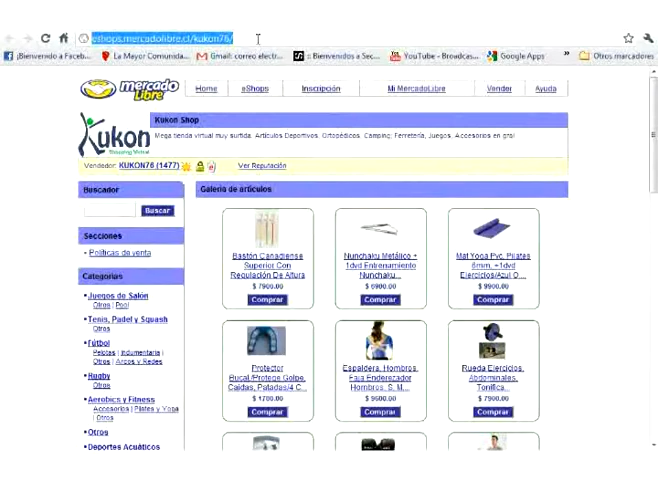 eshops.mercadolibre.cl/kukon76/
¡Bienvenido a Faceb... La Mayor Comunida... Gmail: correo electr... :: Bienvenidos a Sec... YouTube - Broadcas... Google Apps » Otros marcadores
mercado libre Home eShops Inscripción Mi MercadoLibre Vender Ayuda
Kukon
Kukon Shop
Mega tienda virtual muy surtida. Articulos Deportivos. Ortopédicos. Camping; Ferretería, Juegos. Accesorios en gral
Vendedor: KUKON76 (1477) Ver Reputación
Buscador
Buscar
Secciones
Políticas de venta
Categorías
Juegos de Salón
Otros | Pool
Tenis, Padel y Squash
Otros
Fútbol
Pelotas | Indumentaria |
Otros | Arcos y Redes
Rugby
Otros
Aerobics y Fitness
Accesorios | Pilates y Yoga
| Otros
Otros
Deportes Acuáticos
Galería de artículos
Bastón Canadiense
Superior Con
Regulación De Altura
$ 7900.00
Comprar
Nunchaku Metálico +
1dvd Entrenamiento
Nunchaku...
$ 6900.00
Comprar
Mat Yoga Pvc, Pilates
6mm, +1dvd
Ejercicios/Azul O ...
$ 9900.00
Comprar
Protector
Bucal/Protege Golpe,
Caidas, Patadas/4 C...
$ 1700.00
Comprar
Espaldera, Hombros,
Faja Enderezador
Hombros, S, M,...
$ 9600.00
Comprar
Rueda Ejercicios,
Abdominales,
Tonifica...
$ 7900.00
Comprar